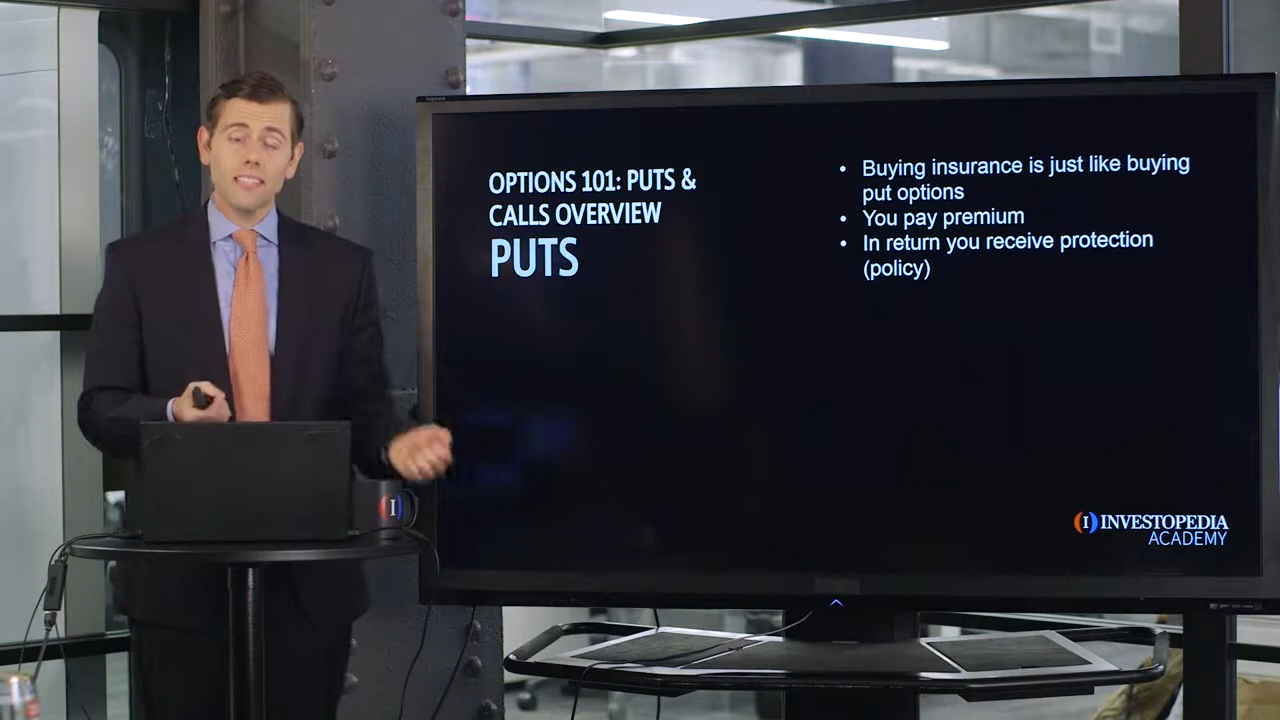 OPTIONS 101: PUTS &
CALLS OVERVIEW
PUTS
• Buying insurance is just like buying
put options
• You pay premium
• In return you receive protection
(policy)
(I) INVESTOPEDIA
ACADEMY
I